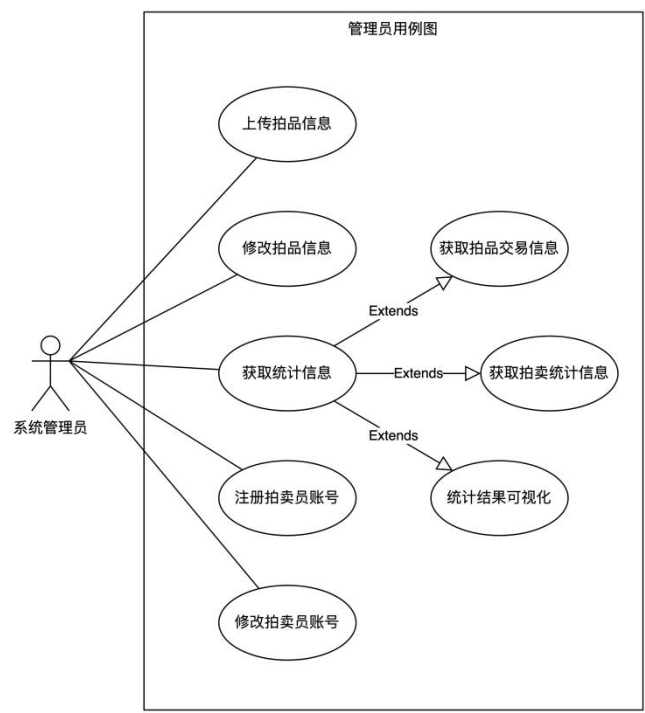 管理员用例图
上传拍品信息
修改拍品信息
获取拍品交易信息
Extends
获取统计信息
Extends
获取拍卖统计信息
系统管理员
Extends
注册拍卖员账号
统计结果可视化
修改拍卖员账号